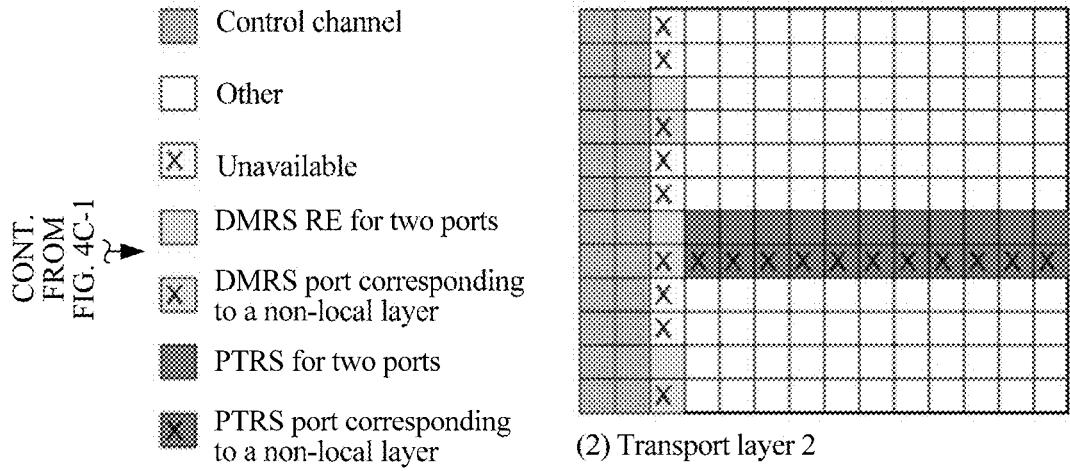 CONT.
FROM
FIG. 4C-1
Control channel
Other
X Unavailable
DMRS RE for two ports
X DMRS port corresponding
to a non-local layer
PTRS for two ports
X PTRS port corresponding
to a non-local layer
X
X
X
X
X
X X X X X X X X X X X X
X
X
X
(2) Transport layer 2